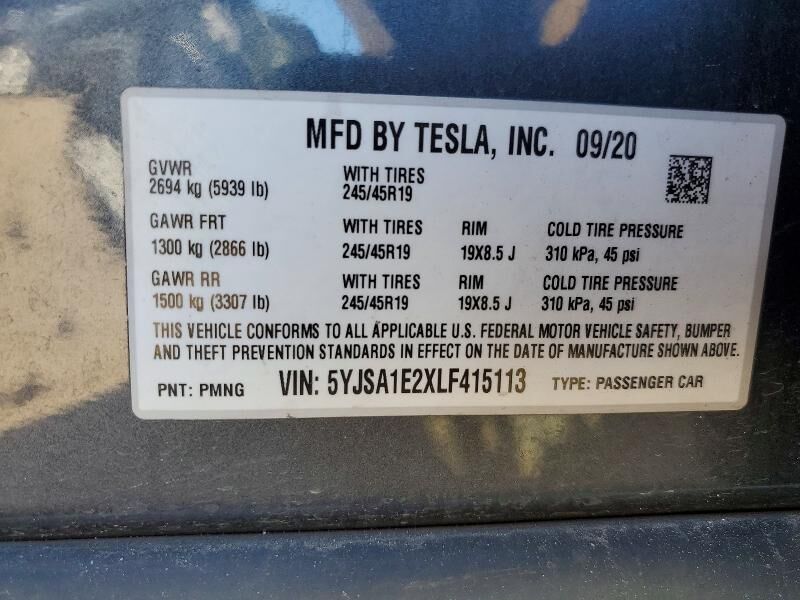 MFD BY TESLA, INC. 09/20
GVWR
2694 kg (5939 lb)
WITH TIRES
245/45R19
GAWR FRT WITH TIRES RIM COLD TIRE PRESSURE
1300 kg (2866 lb) 245/45R19 19X8.5 J 310 kPa, 45 psi
GAWR RR WITH TIRES RIM COLD TIRE PRESSURE
1500 kg (3307 lb) 245/45R19 19X8.5 J 310 kPa, 45 psi
THIS VEHICLE CONFORMS TO ALL APPLICABLE U.S. FEDERAL MOTOR VEHICLE SAFETY, BUMPER
AND THEFT PREVENTION STANDARDS IN EFFECT ON THE DATE OF MANUFACTURE SHOWN ABOVE.
PNT: PMNG VIN: 5YJSA1E2XLF415113 TYPE: PASSENGER CAR